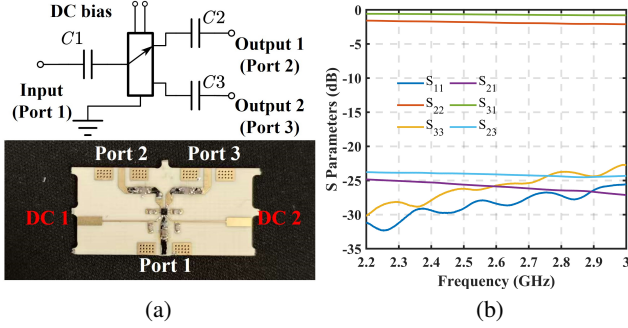 DC bias
C1
C2
C3
Input
(Port 1)
Output 1
(Port 2)
Output 2
(Port 3)
Port 2
Port 3
DC 1
DC 2
Port 1
(a)
S Parameters (dB)
0
-5
-10
-15
-20
-25
-30
-35
S11
S21
S22
S31
S33
S23
2.2
2.3
2.4
2.5
2.6
2.7
2.8
2.9
3
Frequency (GHz)
(b)